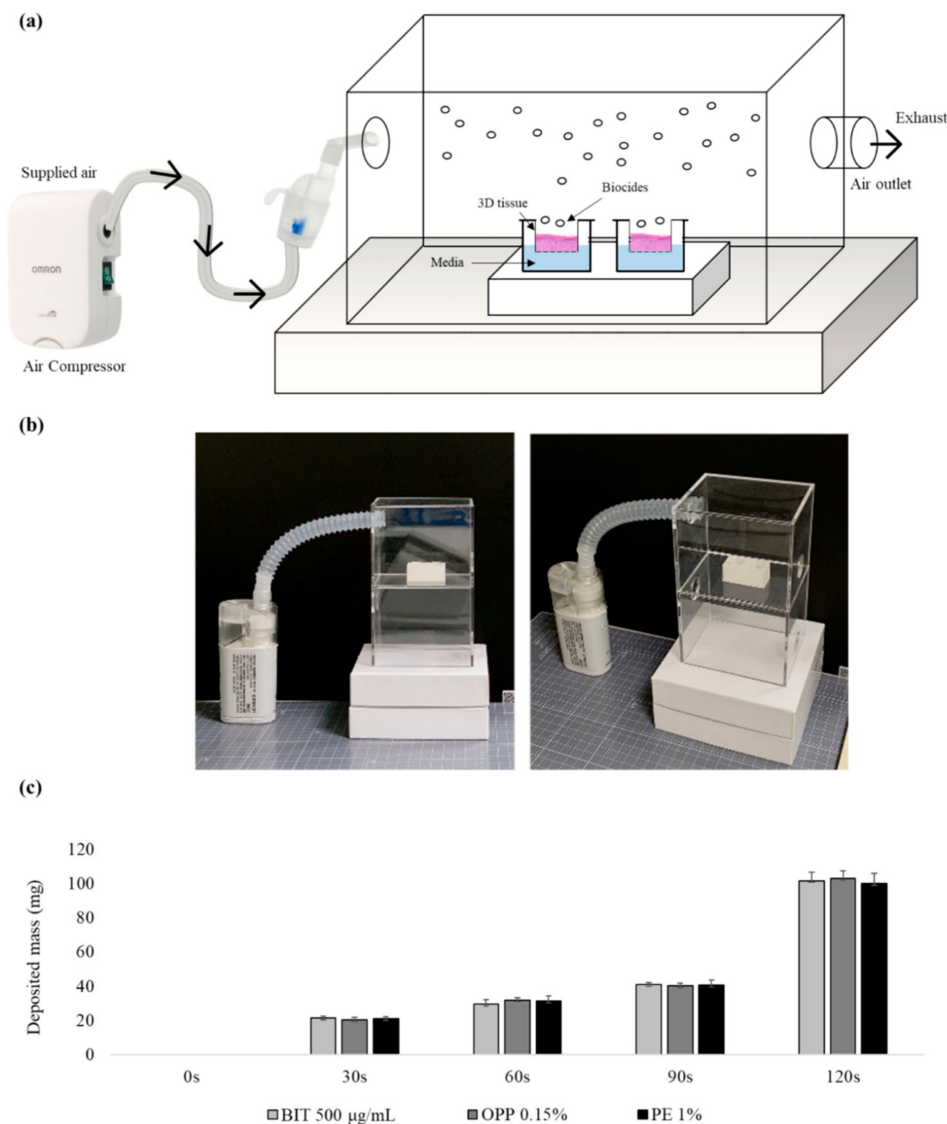 (a)
Exhaust
Supplied air
Air outlet
Biocides
3D tissue
OMRON
Media
Air Compressor
(b)
(c)
Deposited mass (mg)
120
100
80
60
40
20
0
0s 30s 60s 90s 120s
BIT 500 µg/mL OPP 0.15% PE 1%